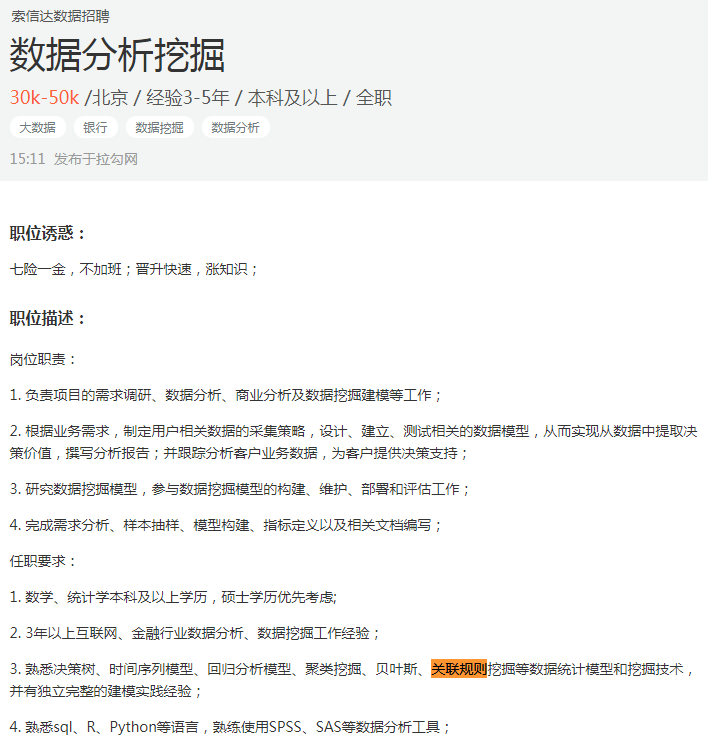 索信达数据招聘
数据分析挖掘
30k-50k /北京 / 经验3-5年 / 本科及以上 / 全职
大数据 银行 数据挖掘 数据分析
15:11 发布于拉勾网
职位诱惑：
七险一金，不加班；晋升快速，涨知识；
职位描述：
岗位职责：
1. 负责项目的需求调研、数据分析、商业分析及数据挖掘建模等工作；
2. 根据业务需求，制定用户相关数据的采集策略，设计、建立、测试相关的数据模型，从而实现从数据中提取决
策价值，撰写分析报告；并跟踪分析客户业务数据，为客户提供决策支持；
3. 研究数据挖掘模型，参与数据挖掘模型的构建、维护、部署和评估工作；
4. 完成需求分析、样本抽样、模型构建、指标定义以及相关文档编写；
任职要求：
1. 数学、统计学本科及以上学历，硕士学历优先考虑;
2. 3年以上互联网、金融行业数据分析、数据挖掘工作经验；
3. 熟悉决策树、时间序列模型、回归分析模型、聚类挖掘、贝叶斯、关联规则挖掘等数据统计模型和挖掘技术，
并有独立完整的建模实践经验；
4. 熟悉sql、R、Python等语言，熟练使用SPSS、SAS等数据分析工具；